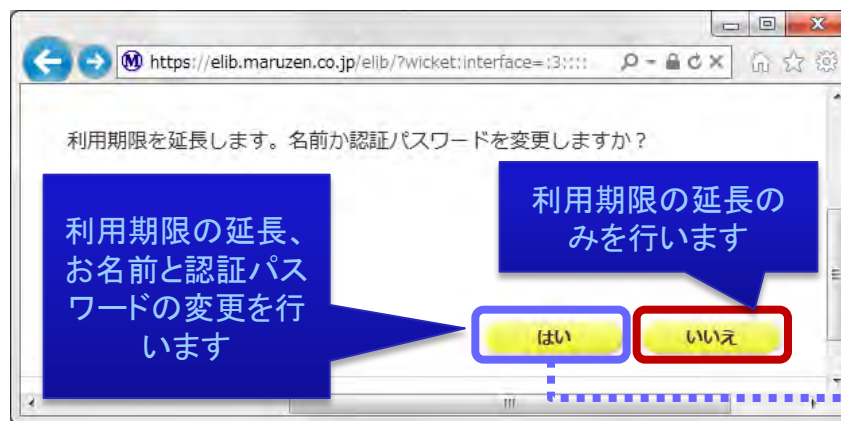 https://elib.maruzen.co.jp/elib/?wicket:interface=:3::::
利用期限を延長します。名前か認証パスワードを変更しますか？
利用期限の延長の
みを行います
利用期限の延長、
お名前と認証パス
ワードの変更を行
います
はい
いいえ